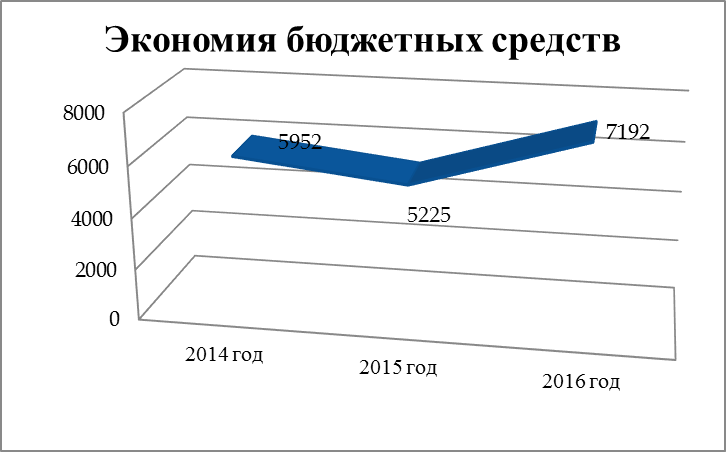 Экономия бюджетных средств
8000
6000
4000
2000
0
5952
5225
7192
2014 год
2015 год
2016 год